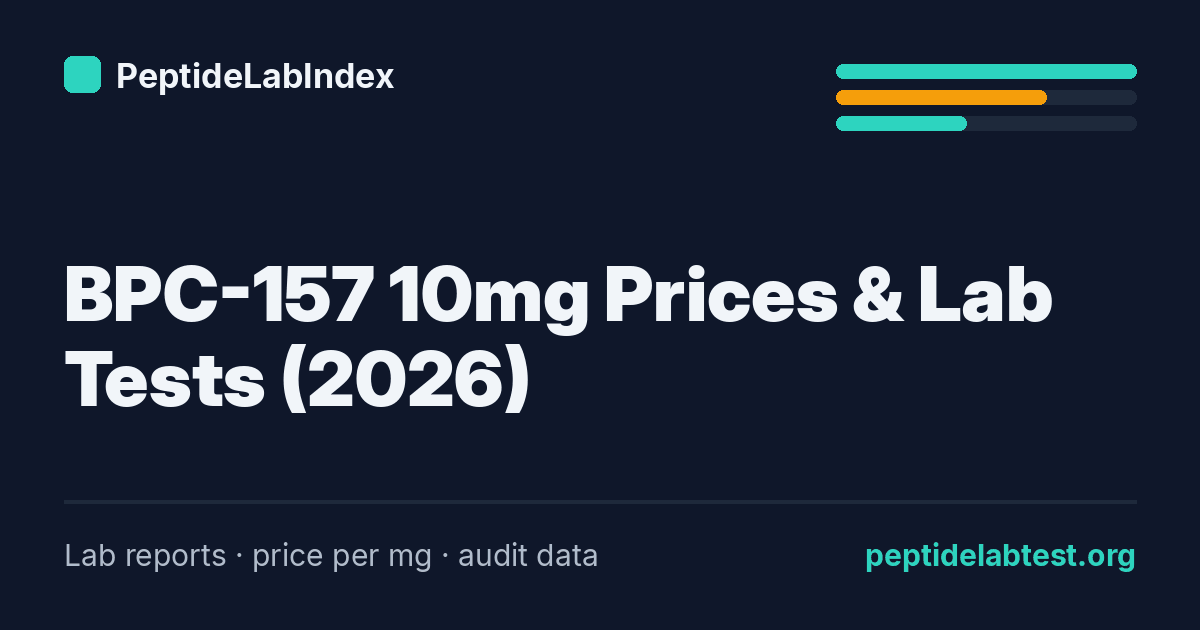 PeptideLabIndex
BPC-157 10mg Prices & Lab
Tests (2026)
Lab reports · price per mg · audit data
peptidelabtest.org